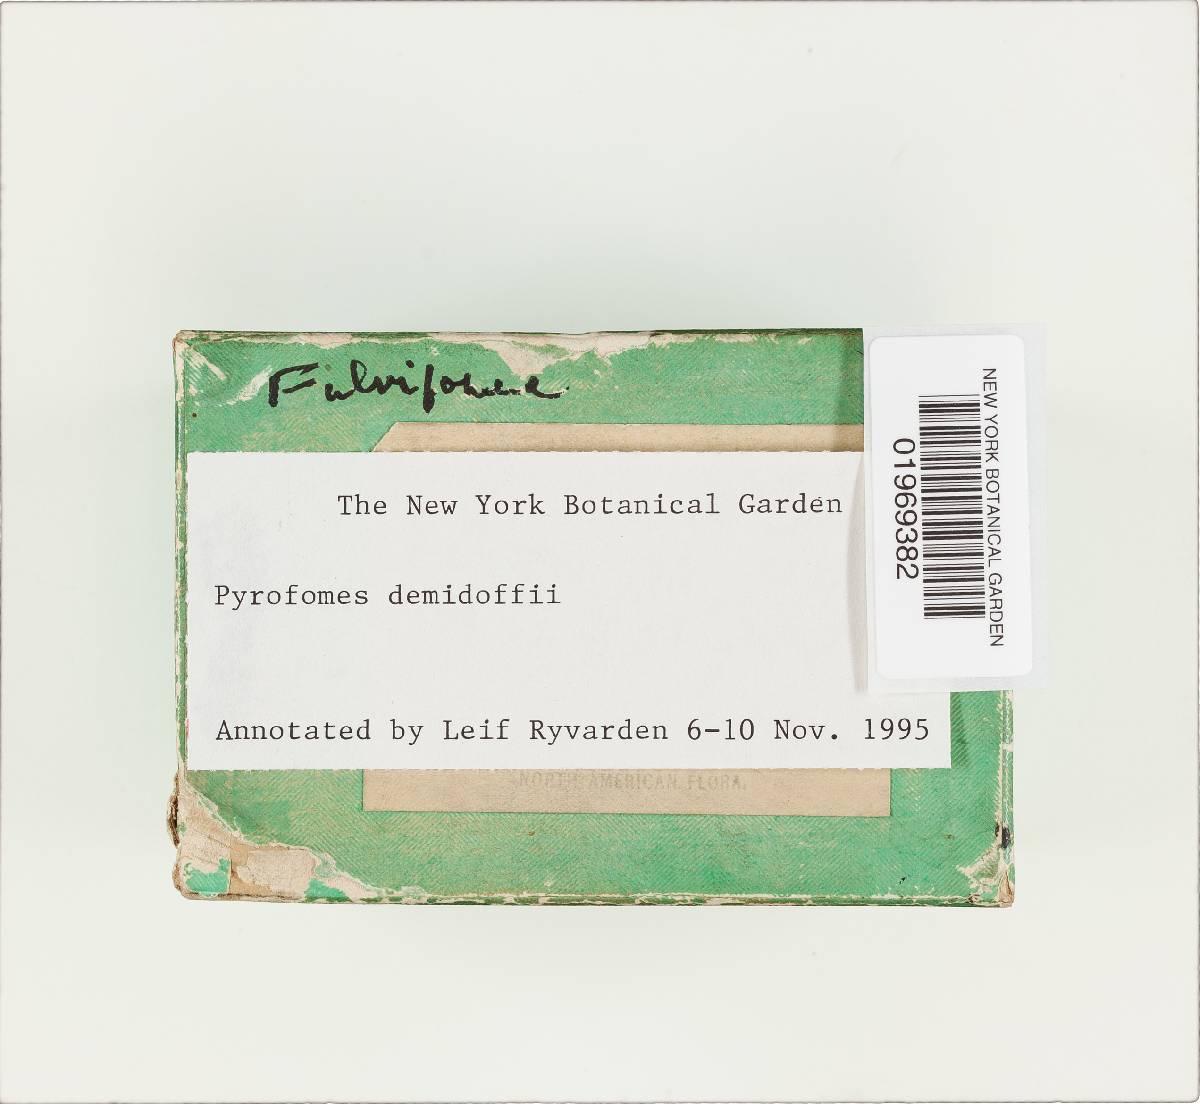 Fulvifomes
The New York Botanical Garden
Pyrofomes demidoffii
Annotated by Leif Ryvarden 6-10 Nov. 1995
NORTH AMERICAN FLORA.
NEW YORK BOTANICAL GARDEN
01969382